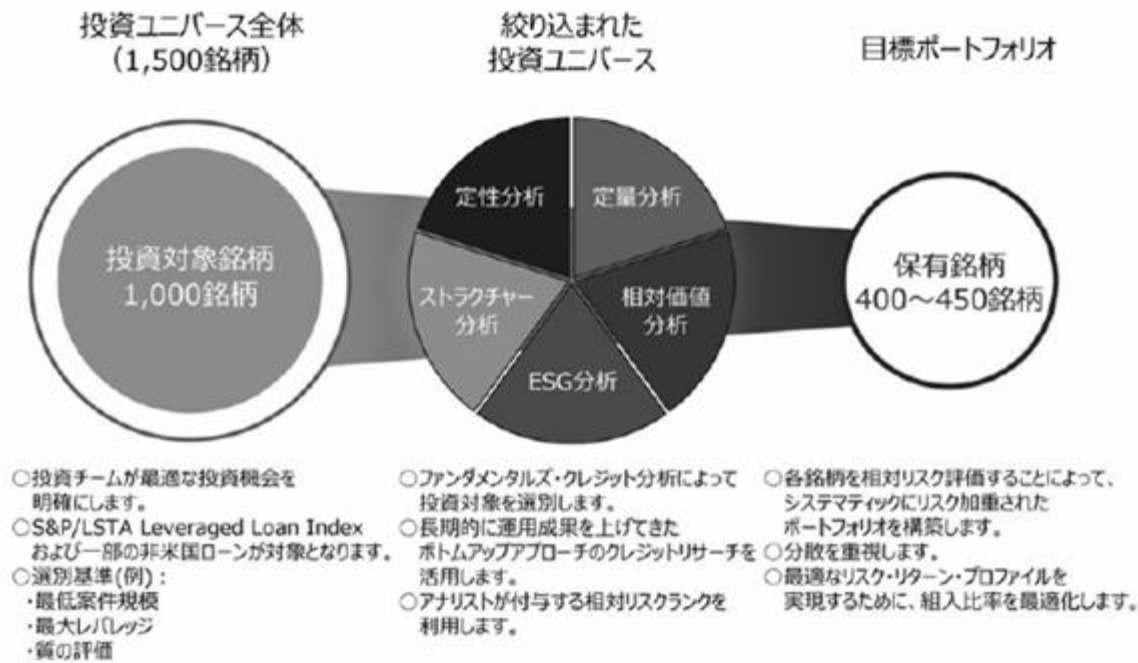 投資ユニバース全体
(1,500銘柄)
絞り込まれた
投資ユニバース
目標ポートフォリオ
投資対象銘柄
1,000銘柄
定性分析
定量分析
ストラクチャー
分析
相対価値
分析
ESG分析
保有銘柄
400～450銘柄
○投資チームが最適な投資機会を
明確にします。
○S&P/LSTA Leveraged Loan Index
および一部の非米国ローンが対象となります。
○選別基準(例)：
・最低案件規模
・最大レバレッジ
・質の評価
○ファンダメンタルズ・クレジット分析によって
投資対象を選別します。
○長期的に運用成果を上げてきた
ボトムアップアプローチのクレジットリサーチを
活用します。
○アナリストが付与する相対リスクランクを
利用します。
○各銘柄を相対リスク評価することによって、
システマティックにリスク加重された
ポートフォリオを構築します。
○分散を重視します。
○最適なリスク・リターン・プロファイルを
実現するために、組入比率を最適化します。